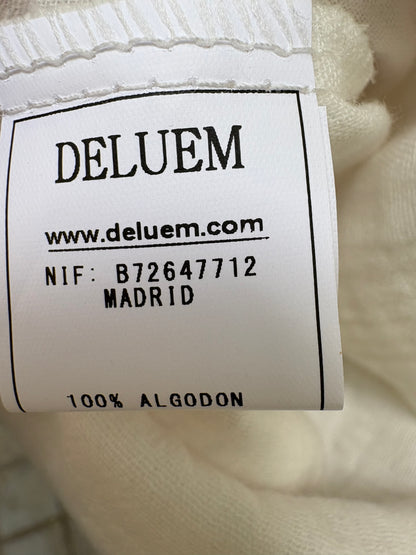 DELUEM
www.deluem.com
NIF: B72647712
MADRID
100% ALGODON